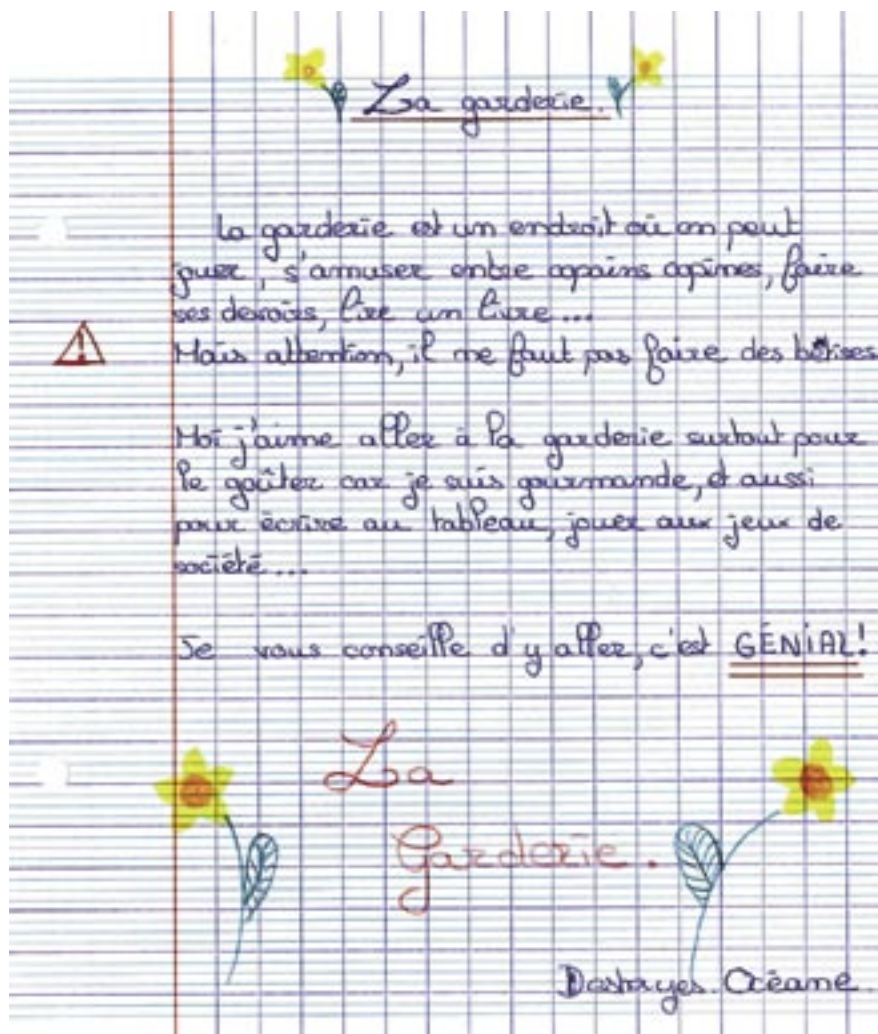 La garderie.
La garderie est un endroit où on peut
jouer, s'amuser entre copains copines, faire
ses devoirs, lire un livre...
Mais attention, il ne faut pas faire des bêtises
Moi j'aime aller à la garderie surtout pour
le goûter car je suis gourmande, et aussi
pour écrire au tableau, jouer aux jeux de
société...
Je vous conseille d'y aller, c'est GÉNiAL!
La
Garderie.
Océane.